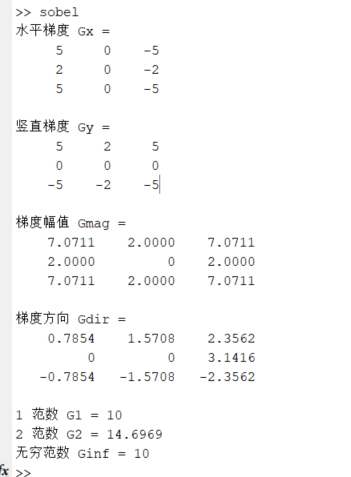 >> sobel
水平梯度 Gx =
5 0 -5
2 0 -2
5 0 -5
竖直梯度 Gy =
5 2 5
0 0 0
-5 -2 -5
梯度幅值 Gmag =
7.0711 2.0000 7.0711
2.0000 0 2.0000
7.0711 2.0000 7.0711
梯度方向 Gdir =
0.7854 1.5708 2.3562
0 0 3.1416
-0.7854 -1.5708 -2.3562
1 范数 G1 = 10
2 范数 G2 = 14.6969
无穷范数 Ginf = 10
fx >>